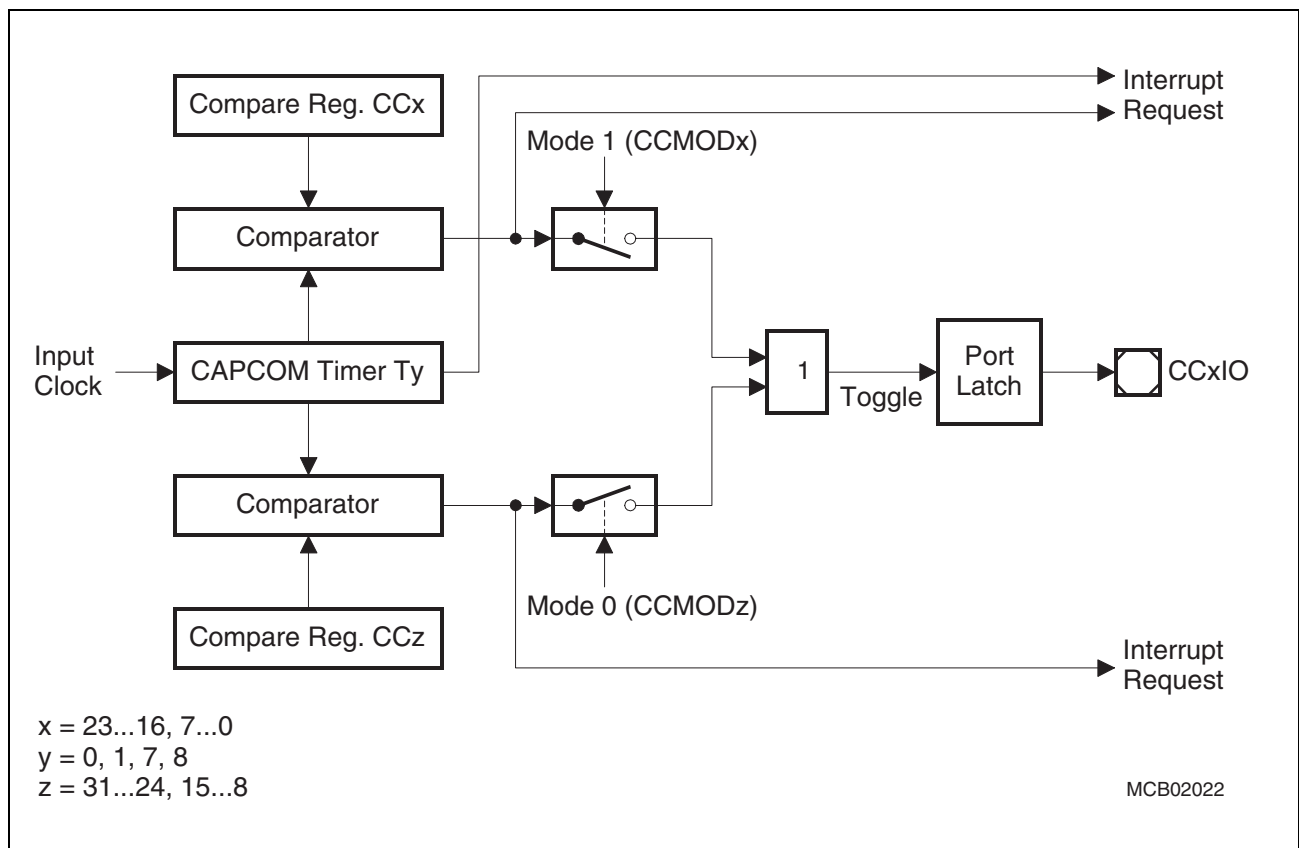 Compare Reg. CCx
Interrupt
Request
Mode 1 (CCMODx)
Comparator
Input
Clock
CAPCOM Timer Ty
1
Toggle
Port
Latch
CCxIO
Comparator
Mode 0 (CCMODz)
Compare Reg. CCz
Interrupt
Request
x = 23...16, 7...0
y = 0, 1, 7, 8
z = 31...24, 15...8
MCB02022